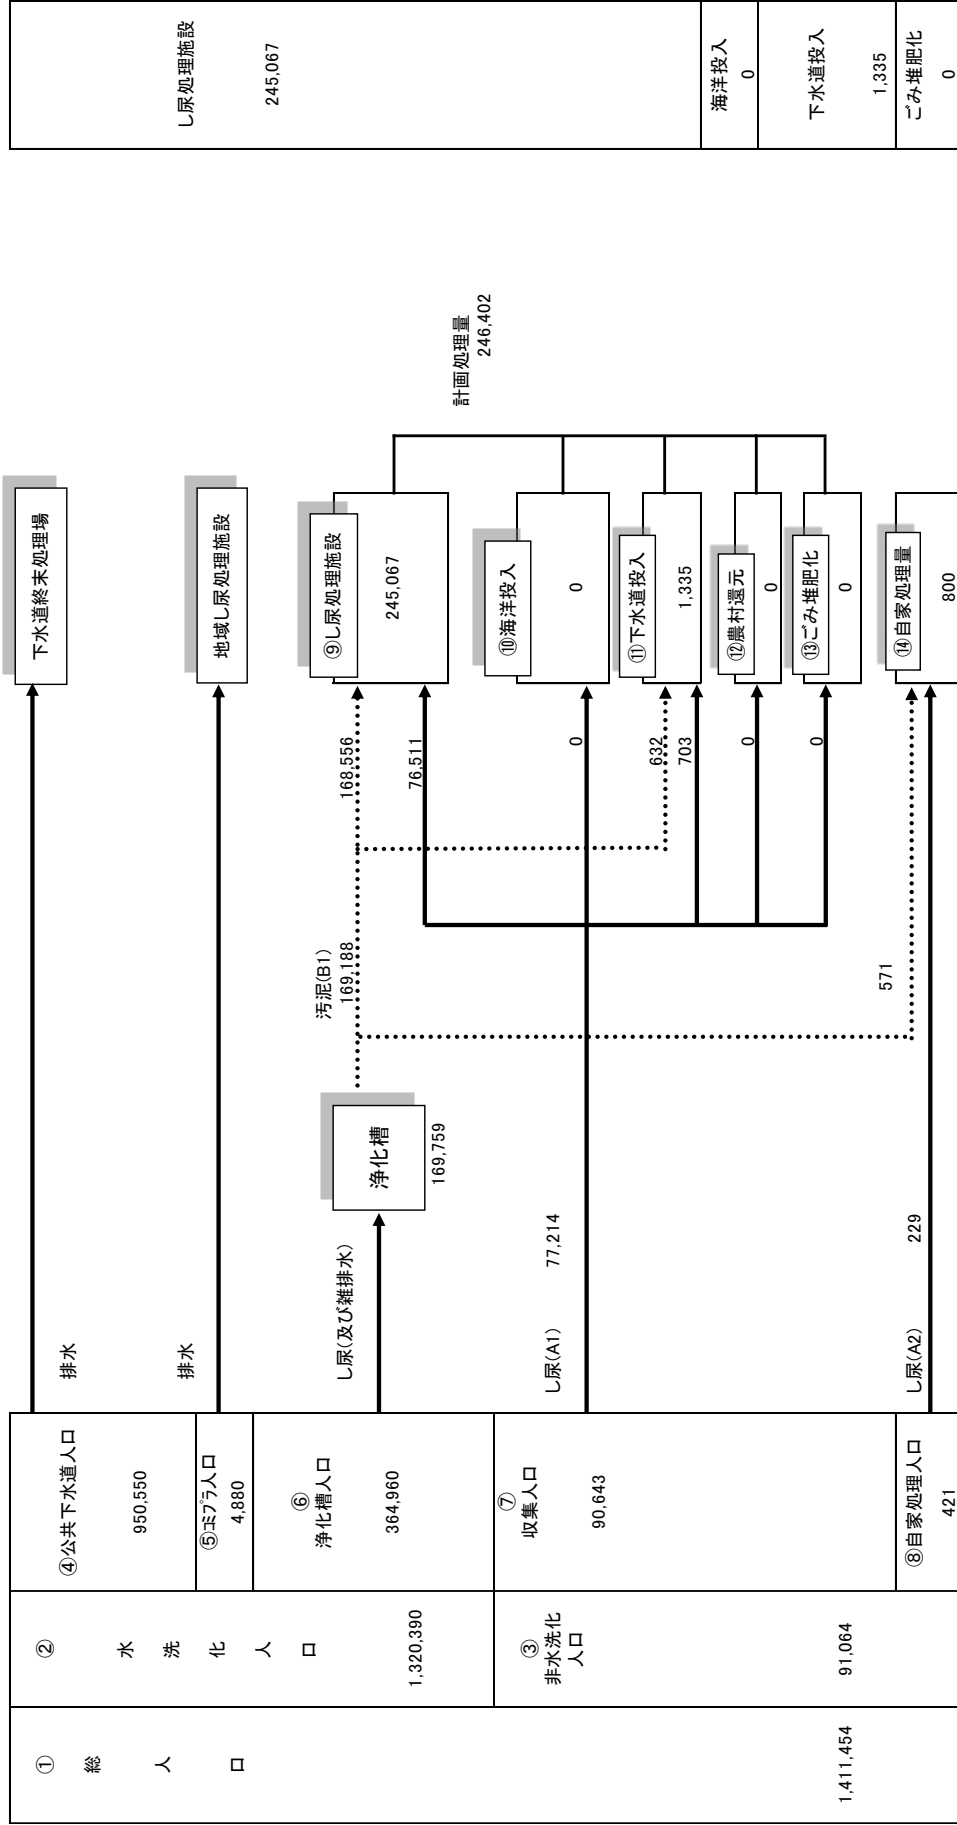 ①
総
人
口
1,411,454
②
水
洗
化
人
口
1,320,390
③
非水洗化
人口
91,064
④公共下水道人口
950,550
⑤ｺﾐﾌﾟﾗ人口
4,880
⑥
浄化槽人口
364,960
⑦
収集人口
90,643
⑧自家処理人口
421
排水
排水
し尿(及び雑排水)
し尿(A1)
77,214
し尿(A2)
229
浄化槽
169,759
汚泥(B1)
169,188
571
168,556
76,511
0
632
703
0
0
下水道終末処理場
地域し尿処理施設
⑨し尿処理施設
245,067
⑩海洋投入
0
⑪下水道投入
1,335
⑫農村還元
0
⑬ごみ堆肥化
0
⑭自家処理量
800
計画処理量
246,402
し尿処理施設
245,067
海洋投入
0
下水道投入
1,335
ごみ堆肥化
0